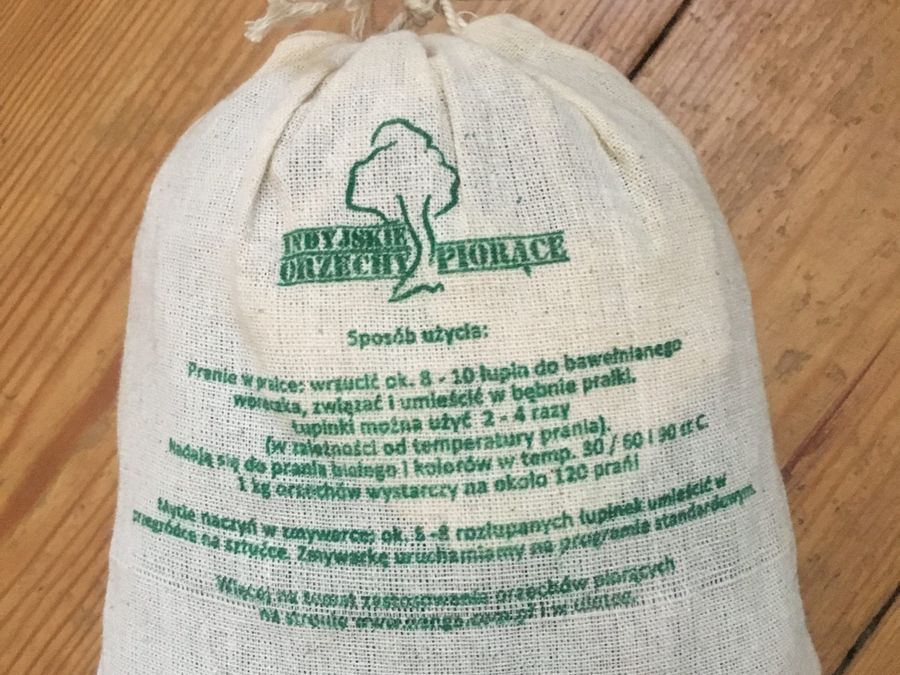 INDYJSKIE
ORZECHY PIORĄCE
Sposób użycia:
Pranie w pralce: wrzucić ok. 8 - 10 łupin do bawełnianego
woreczka, związać i umieścić w bębnie pralki.
Łupinki można użyć 2 - 4 razy
(w zależności od temperatury prania).
Nadają się do prania białego i kolorów w temp. 30 / 60 i 90 st C.
1 kg orzechów wystarczy na około 120 prań!
Mycie naczyń w zmywarce: ok. 6 -8 rozłupanych łupinek umieścić w
przegródce na sztućce. Zmywarkę uruchamiamy na programie standardowym.
Więcej na temat zastosowania orzechów piorących
na stronie i w ulotce.